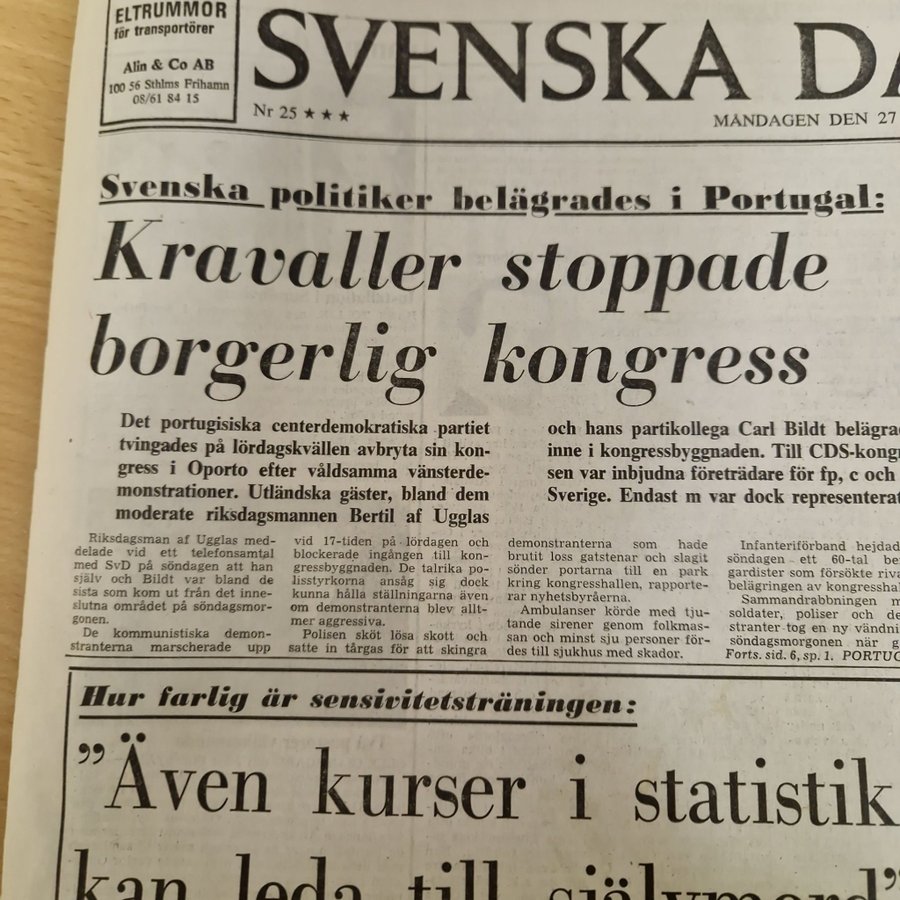 ELTRUMMOR
för transportörer
Alin & Co AB
100 56 Sthlms Frihamn
08/61 84 15
SVENSKA DA
Nr 25 ★★★
MÅNDAGEN DEN 27
Svenska politiker belägrades i Portugal:
Kravaller stoppade
borgerlig kongress
Det portugisiska centerdemokratiska partiet
tvingades på lördagskvällen avbryta sin kon-
gress i Oporto efter våldsamma vänsterde-
monstrationer. Utländska gäster, bland dem
moderate riksdagsmannen Bertil af Ugglas
och hans partikollega Carl Bildt belägra
inne i kongressbyggnaden. Till CDS-kong
sen var inbjudna företrädare för fp, c och
Sverige. Endast m var dock representerat
Riksdagsman af Ugglas med-
delade vid ett telefonsamtal
med SvD på söndagen att han
själv och Bildt var bland de
sista som kom ut från det inne-
slutna området på söndagsmor-
gonen.
De kommunistiska demon-
stranterna marscherade upp
vid 17-tiden på lördagen och
blockerade ingången till kon-
gressbyggnaden. De talrika po-
lisstyrkorna ansåg sig dock
kunna hålla ställningarna även
om demonstranterna blev allt-
mer aggressiva.
Polisen sköt lösa skott och
satte in tårgas för att skingra
demonstranterna som hade
brutit loss gatstenar och slagit
sönder portarna till en park
kring kongresshallen, rapporte-
rar nyhetsbyråerna.
Ambulanser körde med tju-
tande sirener genom folkmas-
san och minst sju personer för-
des till sjukhus med skador.
Infanteriförband hejdad
söndagen ett 60-tal be
gardister som försökte riva
belägringen av kongresshal
Sammandrabbningen m
soldater, poliser och de
stranter tog en ny vändni
söndagsmorgonen när g
Forts. sid. 6, sp. 1. PORTUG
Hur farlig är sensivitetsträningen:
”Även kurser i statistik
kan leda till självmord”